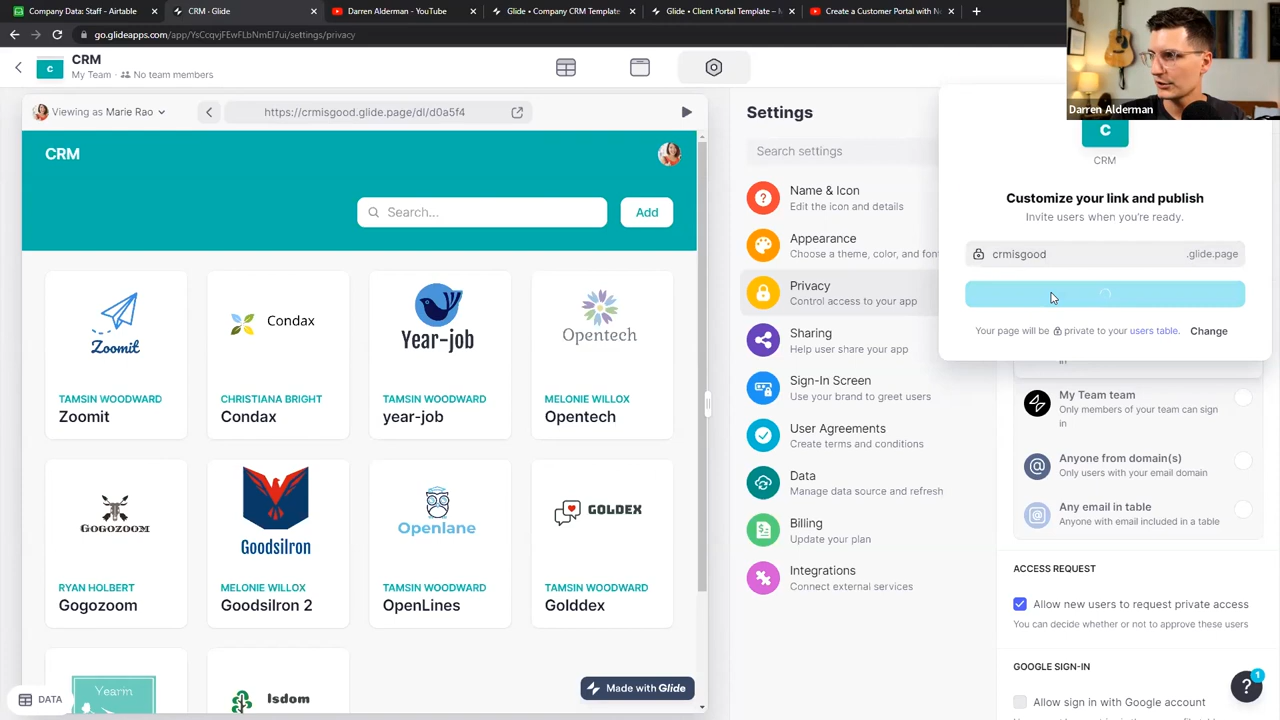 Company Data: Staff - Airtable
CRM - Glide
Darren Alderman - YouTube
Glide • Company CRM Template
Glide • Client Portal Template – M
Create a Customer Portal with N
go.glideapps.com/app/YsCcqvjFEwFLbNmEI7ui/settings/privacy
C
CRM
My Team • No team members
Darren Alderman
Viewing as Marie Rao
https://crmisgood.glide.page/dl/d0a5f4
CRM
Search...
Add
Zoomit
TAMSIN WOODWARD
Zoomit
Condax
CHRISTIANA BRIGHT
Condax
Year-job
TAMSIN WOODWARD
year-job
Opentech
MELONIE WILLOX
Opentech
GOGOZOOM
RYAN HOLBERT
Gogozoom
GoodsiIron
MELONIE WILLOX
GoodsiIron 2
Openlane
TAMSIN WOODWARD
OpenLines
GOLDEX
TAMSIN WOODWARD
Golddex
Yearin
Isdom
DATA
Made with Glide
Settings
Search settings
Name & Icon
Edit the icon and details
Appearance
Choose a theme, color, and font
Privacy
Control access to your app
Sharing
Help user share your app
Sign-In Screen
Use your brand to greet users
User Agreements
Create terms and conditions
Data
Manage data source and refresh
Billing
Update your plan
Integrations
Connect external services
C
CRM
Customize your link and publish
Invite users when you're ready.
crmisgood
.glide.page
Your page will be private to your users table. Change
in
My Team team
Only members of your team can sign
in
Anyone from domain(s)
Only users with your email domain
Any email in table
Anyone with email included in a table
ACCESS REQUEST
Allow new users to request private access
You can decide whether or not to approve these users
GOOGLE SIGN-IN
Allow sign in with Google account
?
1